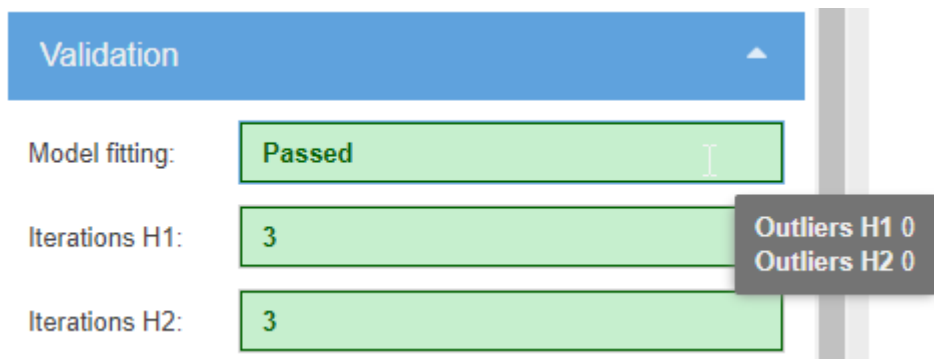 Validation
Model fitting: Passed
Iterations H1: 3
Outliers H1 0
Outliers H2 0
Iterations H2: 3